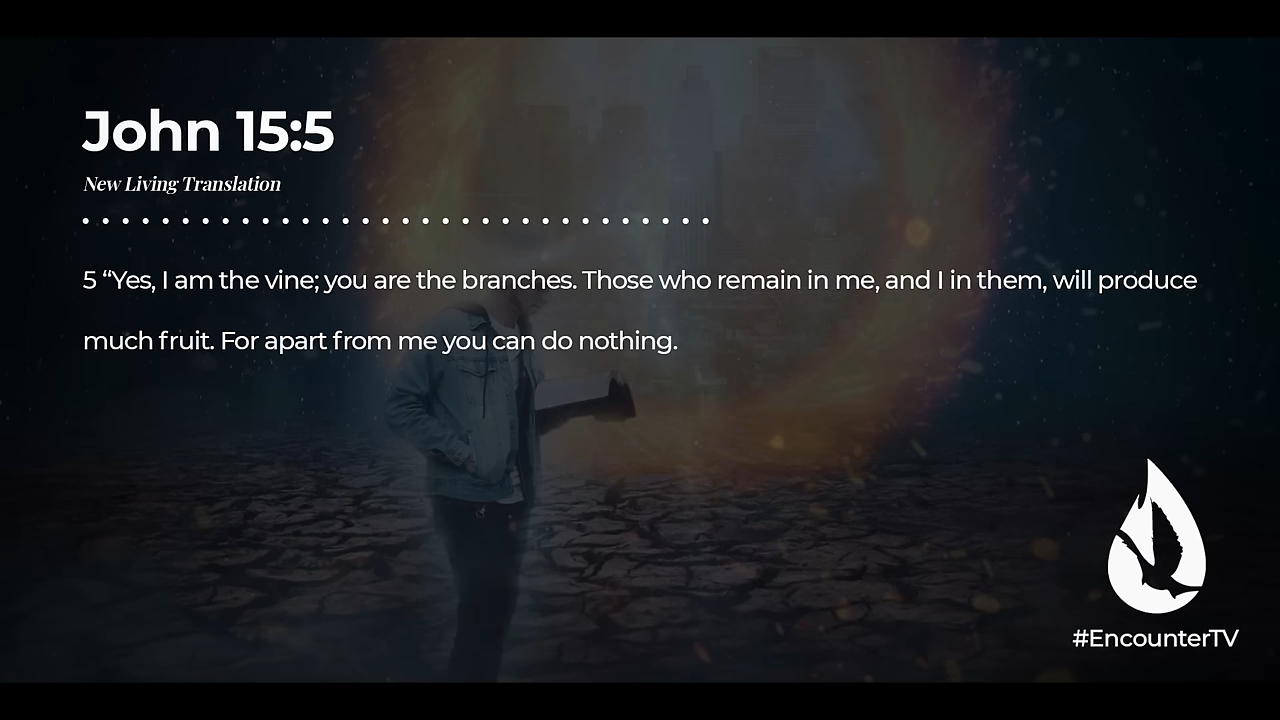 John 15:5
New Living Translation
5 “Yes, I am the vine; you are the branches. Those who remain in me, and I in them, will produce
much fruit. For apart from me you can do nothing.
#EncounterTV